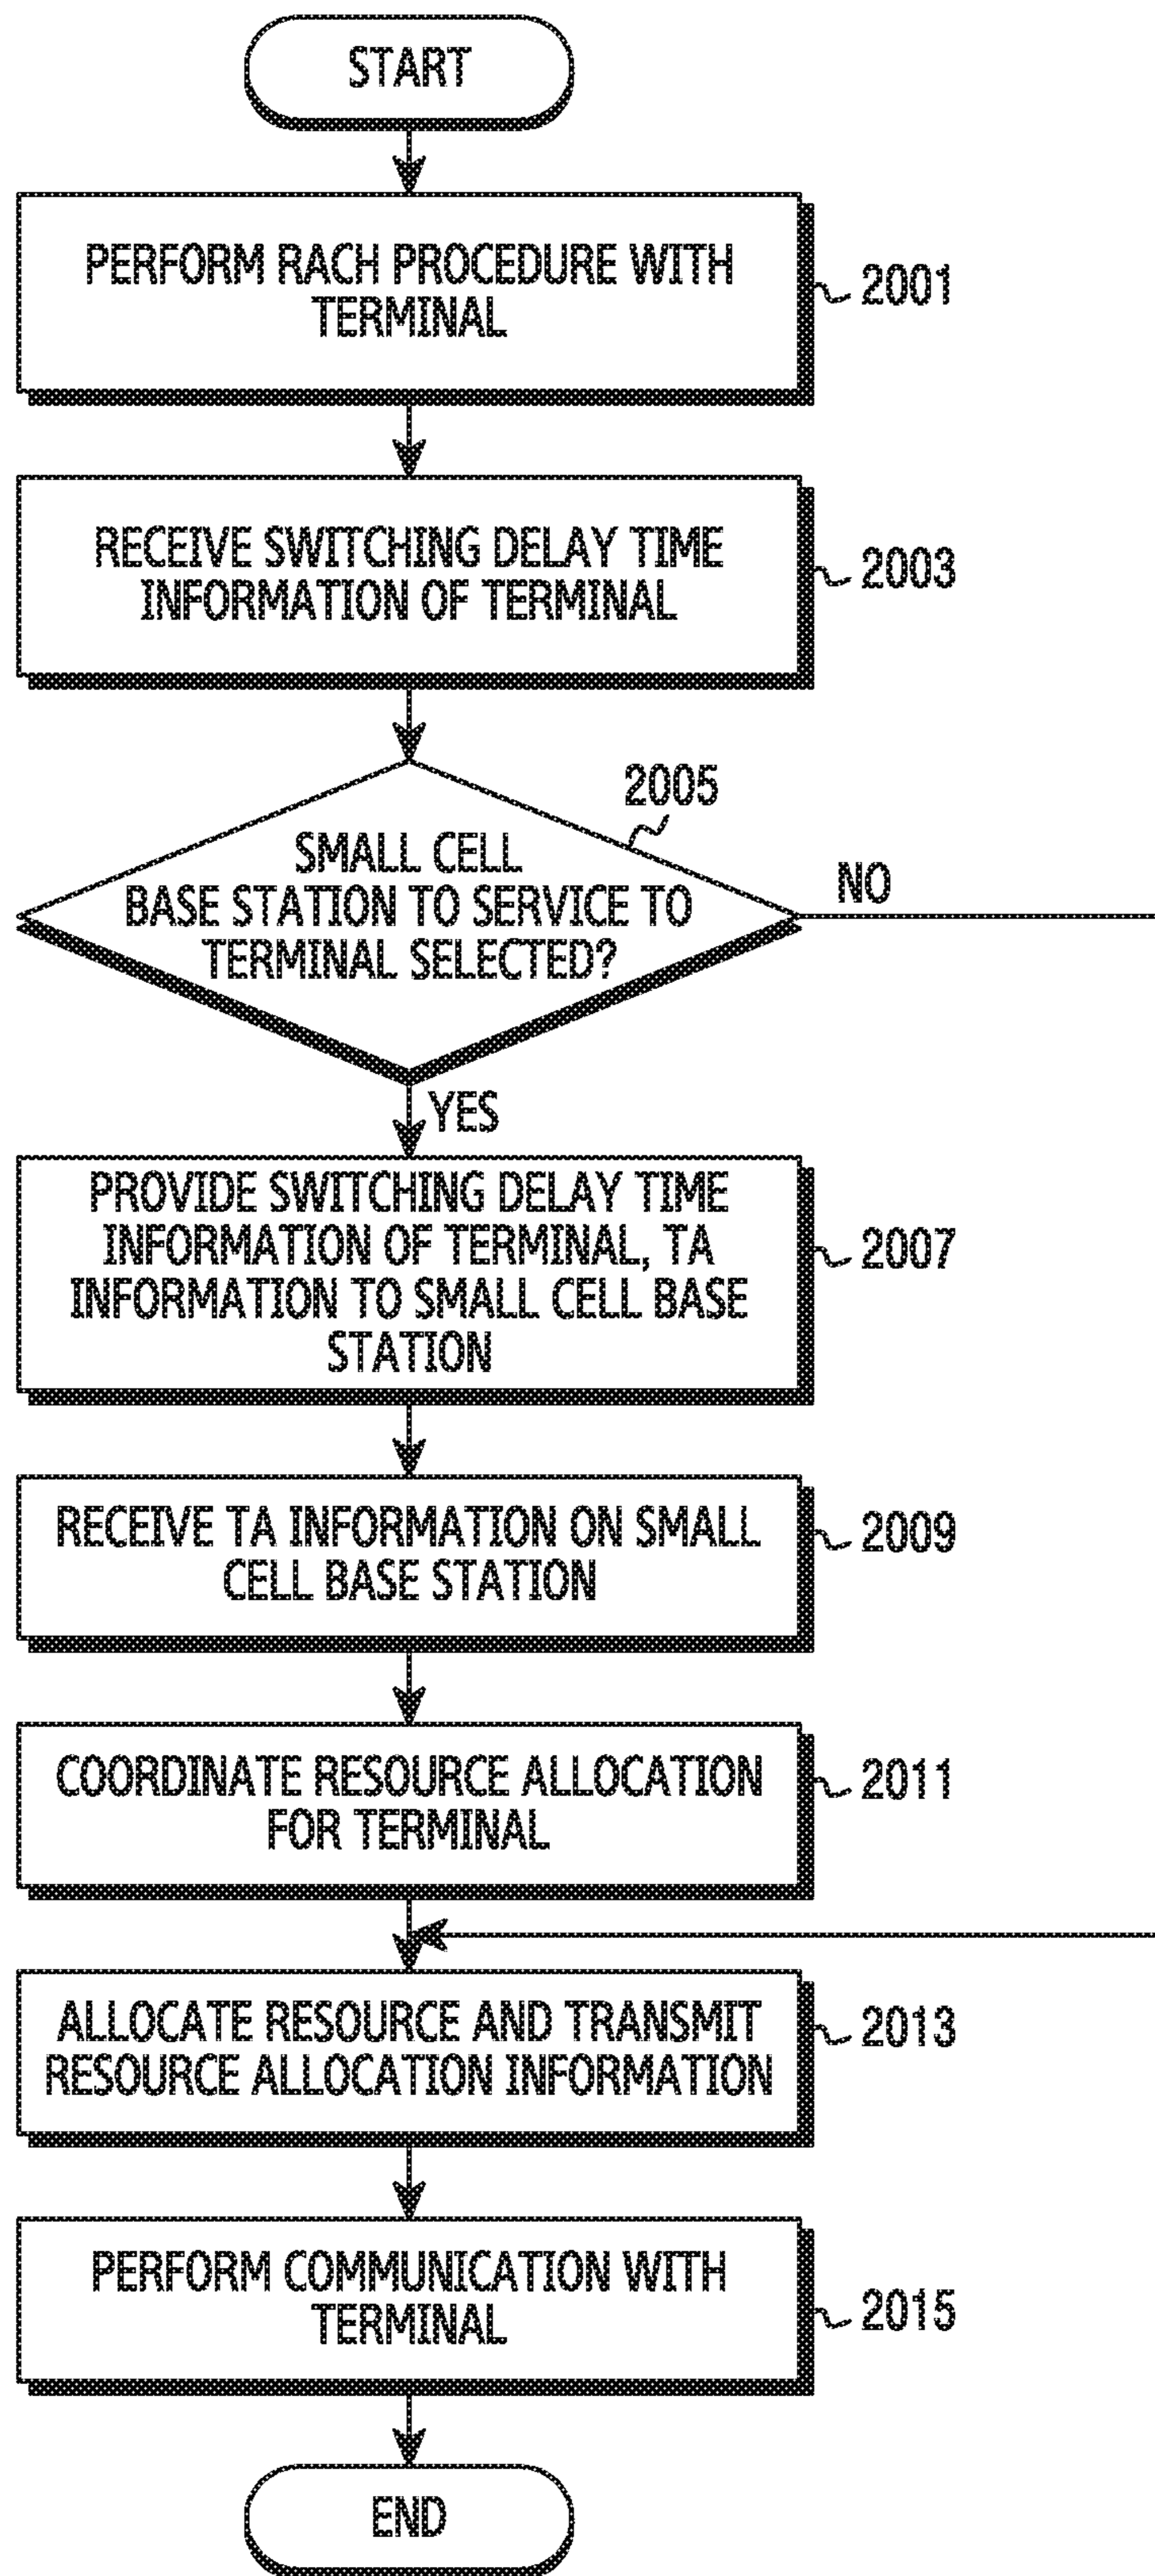 START
PERFORM RACH PROCEDURE WITH
TERMINAL
2001
RECEIVE SWITCHING DELAY TIME
INFORMATION OF TERMINAL
2003
2005
SMALL CELL
BASE STATION TO SERVICE TO
TERMINAL SELECTED?
NO
YES
PROVIDE SWITCHING DELAY TIME
INFORMATION OF TERMINAL, TA
INFORMATION TO SMALL CELL BASE
STATION
2007
RECEIVE TA INFORMATION ON SMALL
CELL BASE STATION
2009
COORDINATE RESOURCE ALLOCATION
FOR TERMINAL
2011
ALLOCATE RESOURCE AND TRANSMIT
RESOURCE ALLOCATION INFORMATION
2013
PERFORM COMMUNICATION WITH
TERMINAL
2015
END